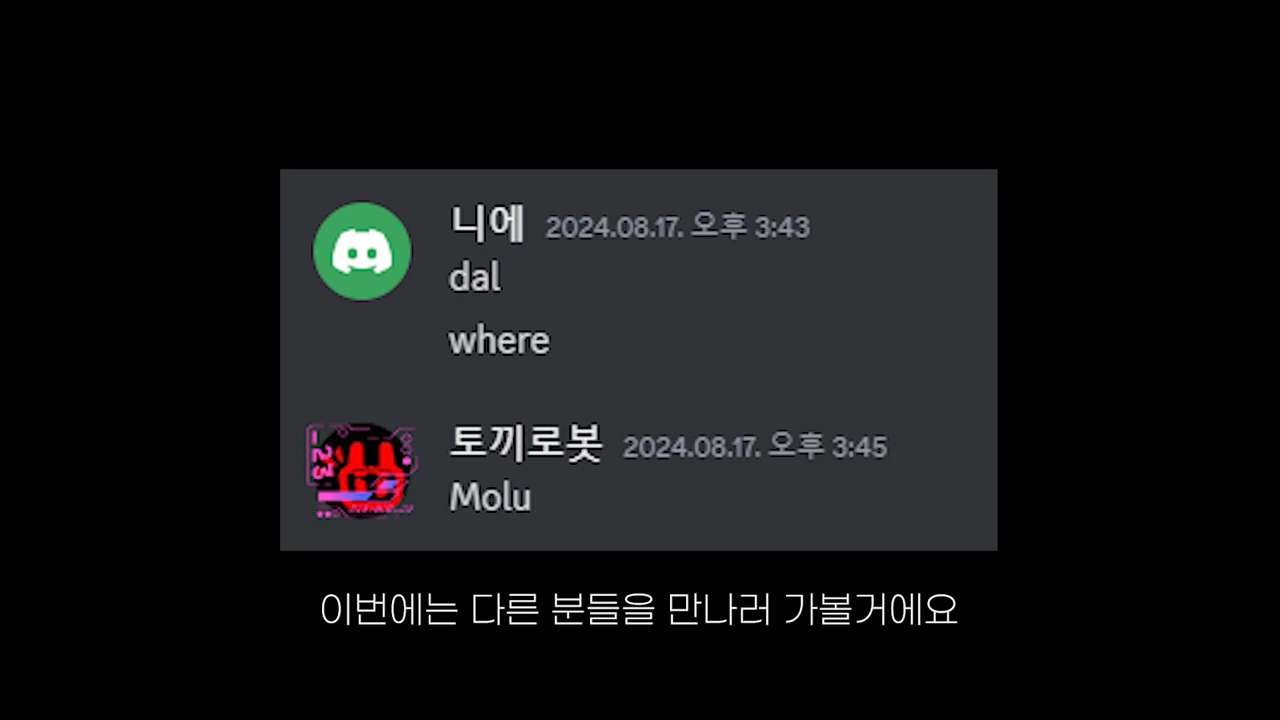 니에 2024.08.17. 오후 3:43
dal
where
토끼로봇 2024.08.17. 오후 3:45
Molu
이번에는 다른 분들을 만나러 가볼거에요